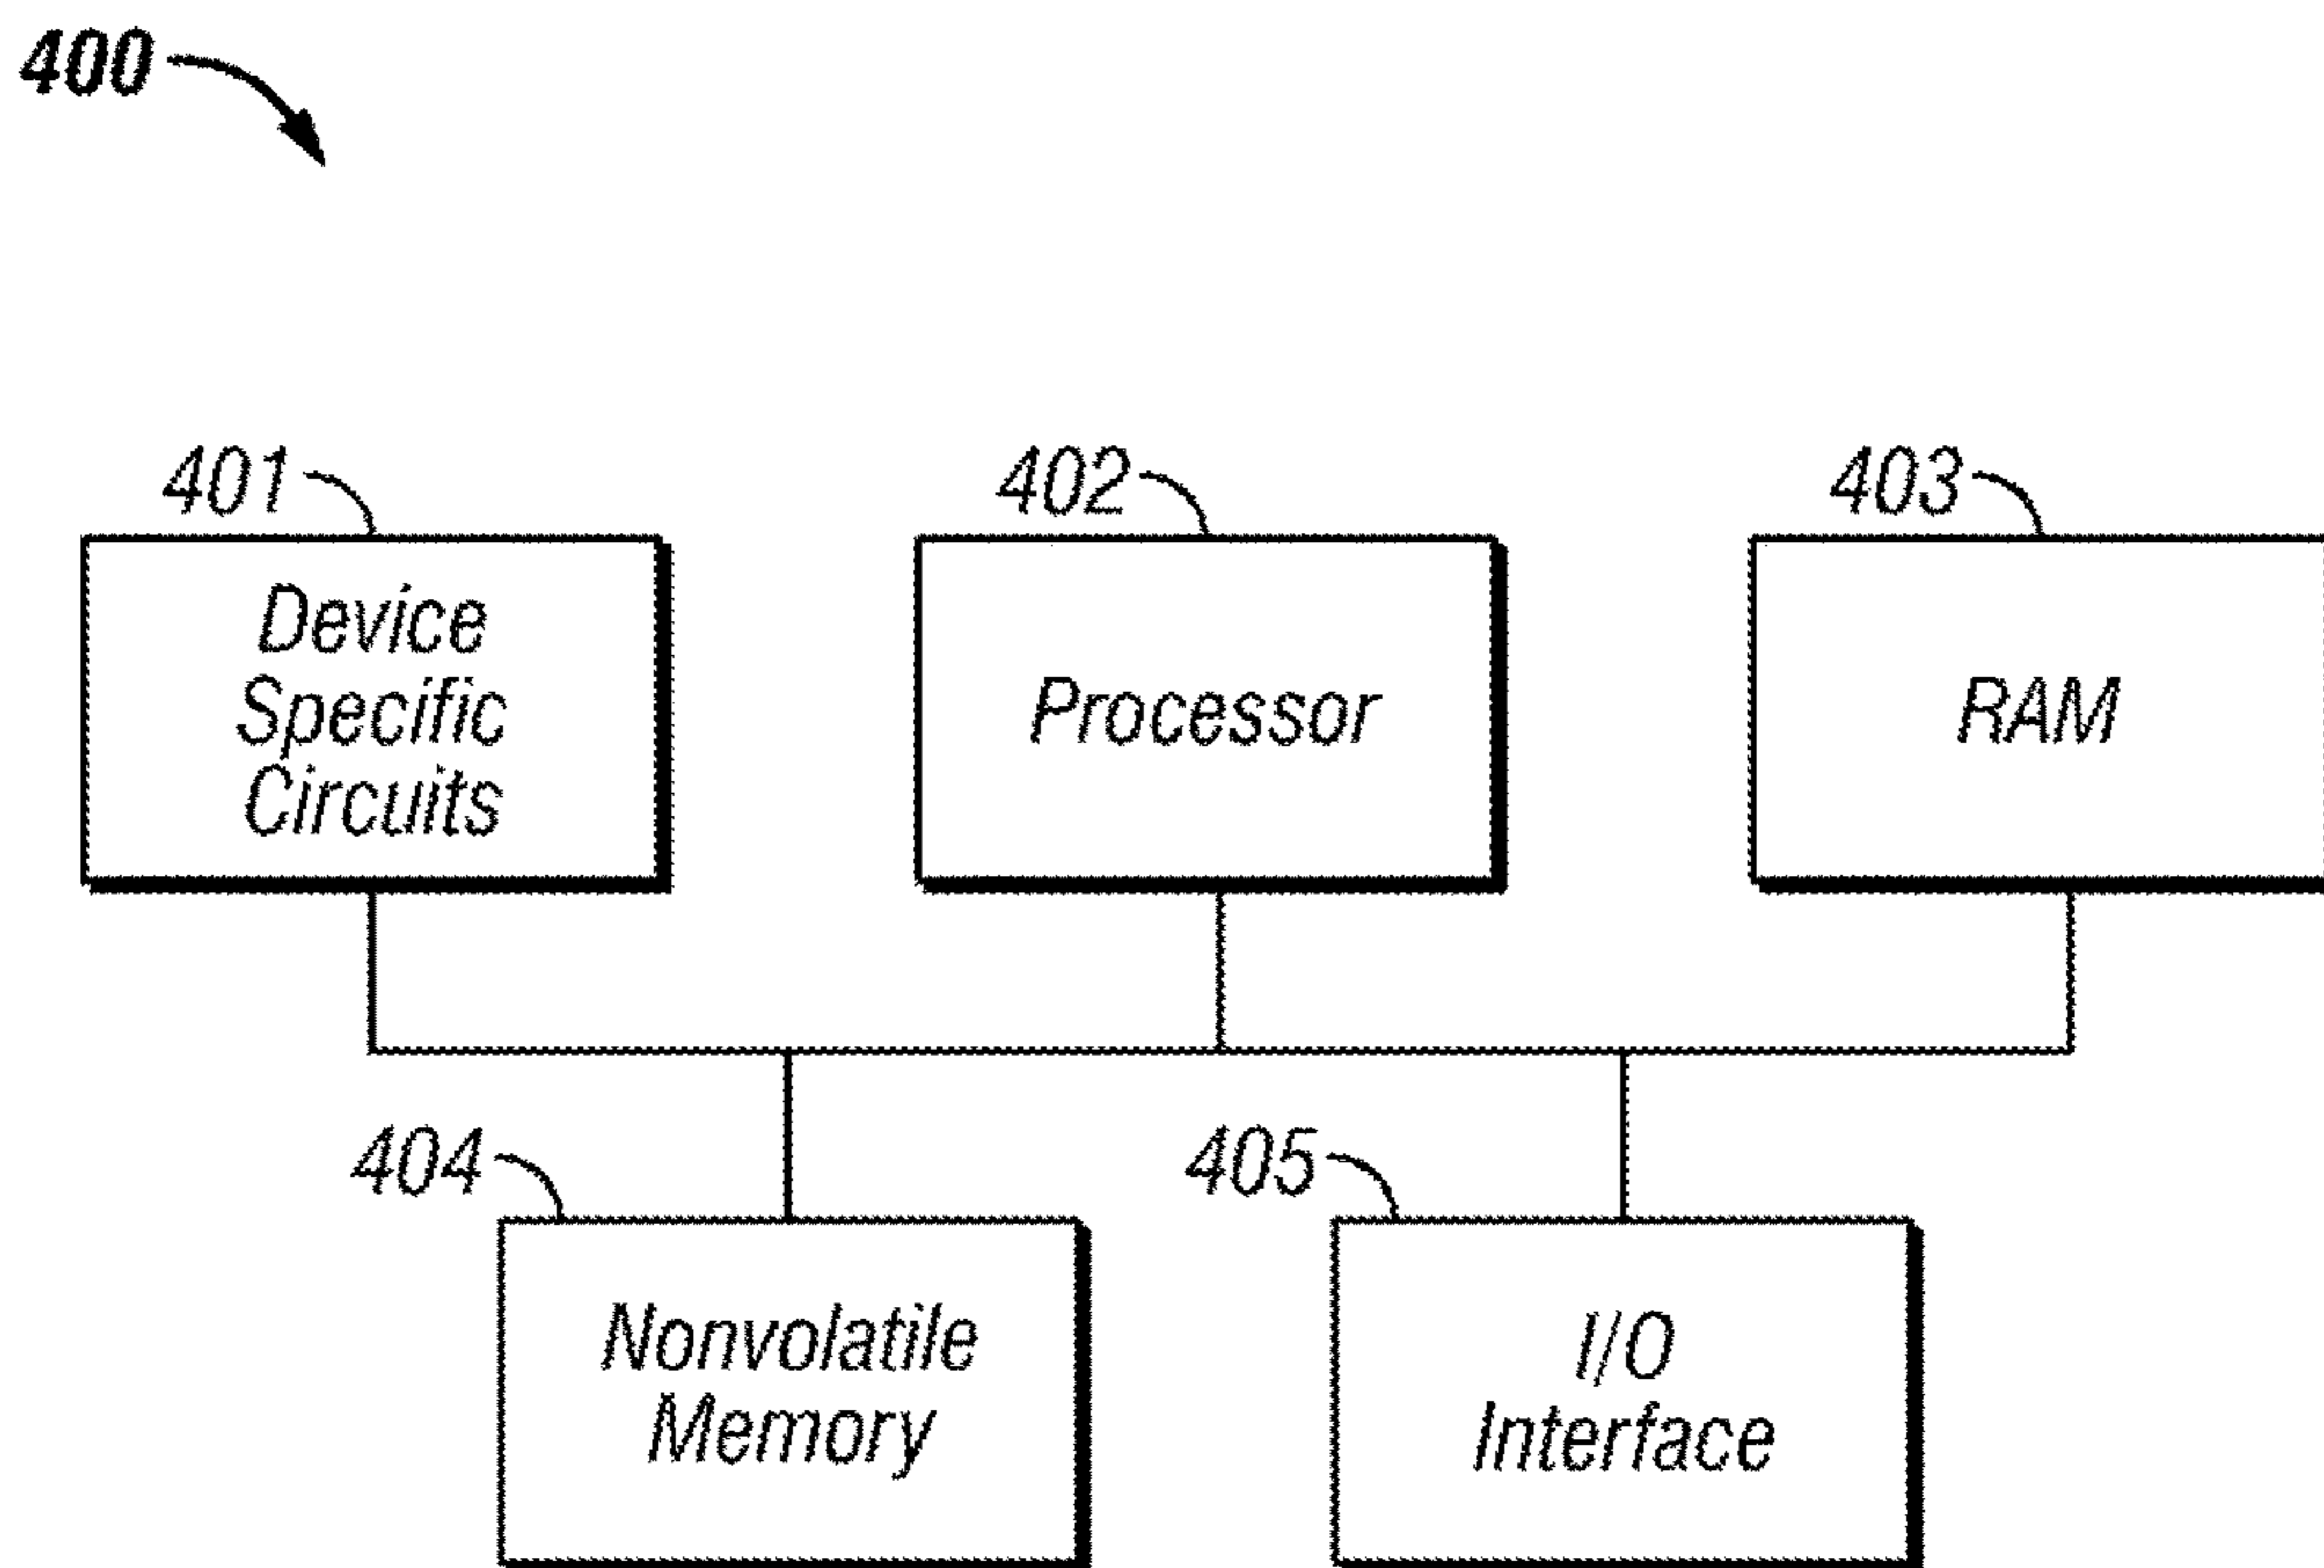 400
401
402
403
Device
Specific
Circuits
Processor
RAM
404
405
Nonvolatile
Memory
I/O
Interface